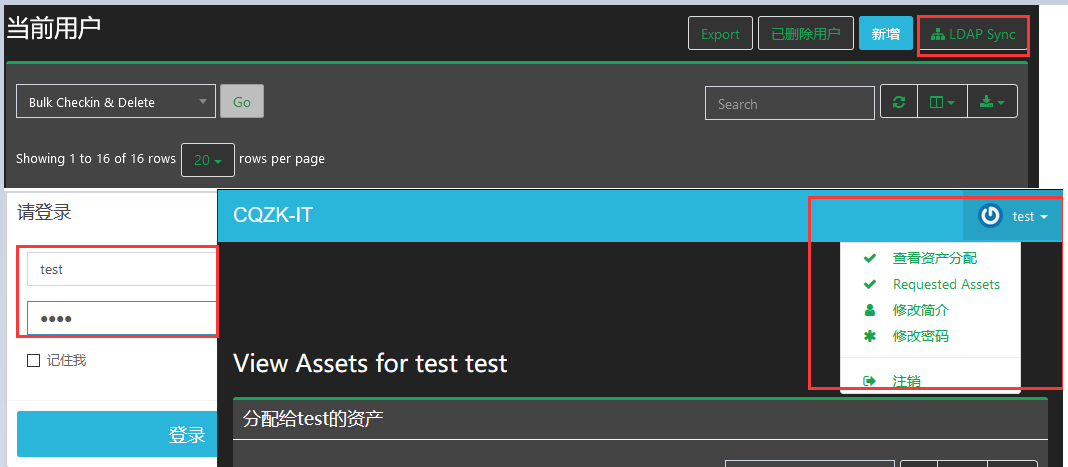 当前用户
Export 已删除用户 新增 LDAP Sync
Bulk Checkin & Delete Go Search
Showing 1 to 16 of 16 rows 20 rows per page
请登录
test
••••
记住我
登录
CQZK-IT test
查看资产分配
Requested Assets
修改简介
修改密码
注销
View Assets for test test
分配给test的资产